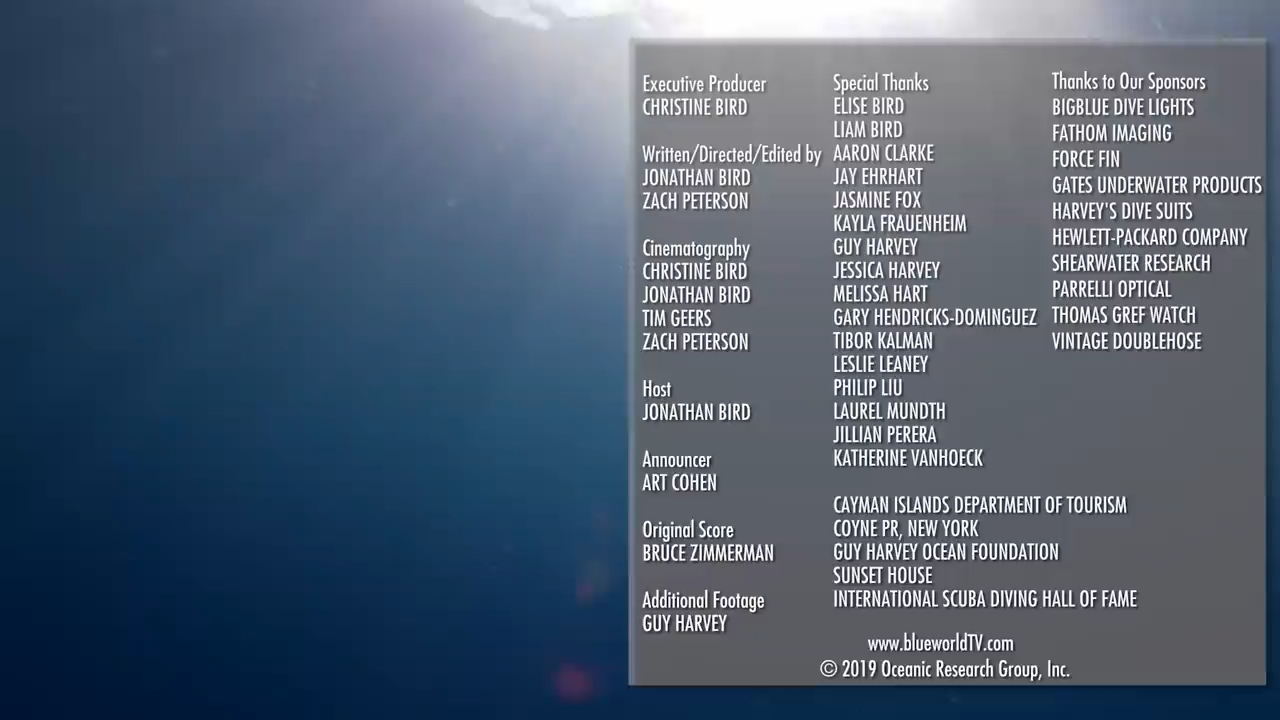 Executive Producer
CHRISTINE BIRD
Written/Directed/Edited by
JONATHAN BIRD
ZACH PETERSON
Cinematography
CHRISTINE BIRD
JONATHAN BIRD
TIM GEERS
ZACH PETERSON
Host
JONATHAN BIRD
Announcer
ART COHEN
Original Score
BRUCE ZIMMERMAN
Additional Footage
GUY HARVEY
Special Thanks
ELISE BIRD
LIAM BIRD
AARON CLARKE
JAY EHRHART
JASMINE FOX
KAYLA FRAUENHEIM
GUY HARVEY
JESSICA HARVEY
MELISSA HART
GARY HENDRICKS-DOMINGUEZ
TIBOR KALMAN
LESLIE LEANEY
PHILIP LIU
LAUREL MUNDTH
JILLIAN PERERA
KATHERINE VANHOECK
CAYMAN ISLANDS DEPARTMENT OF TOURISM
COYNE PR, NEW YORK
GUY HARVEY OCEAN FOUNDATION
SUNSET HOUSE
INTERNATIONAL SCUBA DIVING HALL OF FAME
Thanks to Our Sponsors
BIGBLUE DIVE LIGHTS
FATHOM IMAGING
FORCE FIN
GATES UNDERWATER PRODUCTS
HARVEY'S DIVE SUITS
HEWLETT-PACKARD COMPANY
SHEARWATER RESEARCH
PARRELLI OPTICAL
THOMAS GREF WATCH
VINTAGE DOUBLEHOSE
www.blueworldTV.com
© 2019 Oceanic Research Group, Inc.